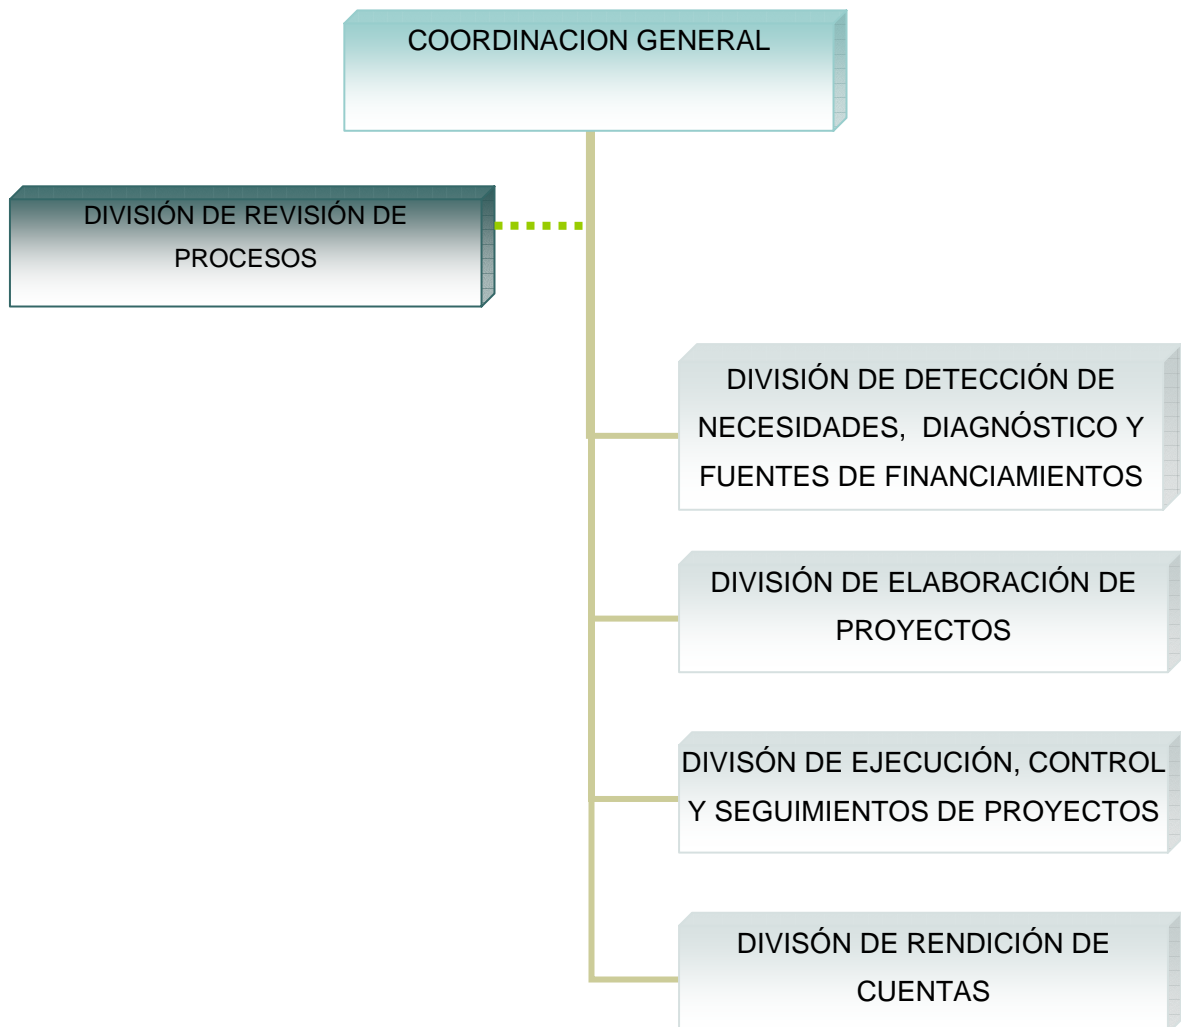 COORDINACION GENERAL
DIVISIÓN DE REVISIÓN DE
PROCESOS
DIVISIÓN DE DETECCIÓN DE
NECESIDADES,  DIAGNÓSTICO Y
FUENTES DE FINANCIAMIENTOS
DIVISIÓN DE ELABORACIÓN DE
PROYECTOS
DIVISÓN DE EJECUCIÓN, CONTROL
Y SEGUIMIENTOS DE PROYECTOS
DIVISÓN DE RENDICIÓN DE
CUENTAS